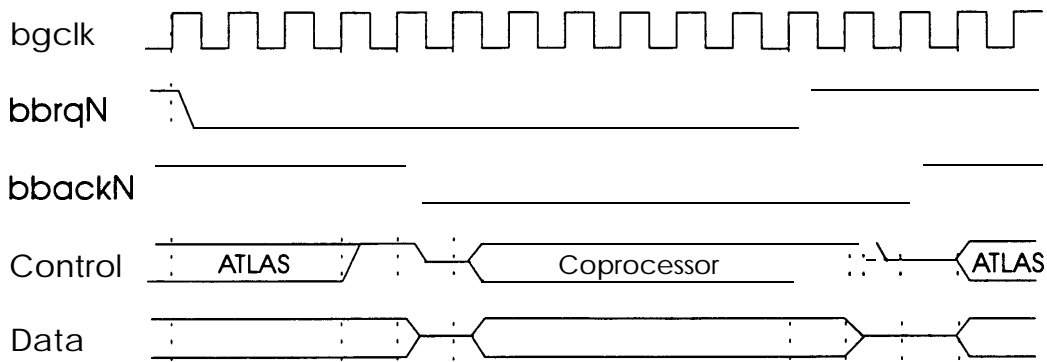 bgclk
bbrqN
bbackN
Control ATLAS Coprocessor ATLAS
Data